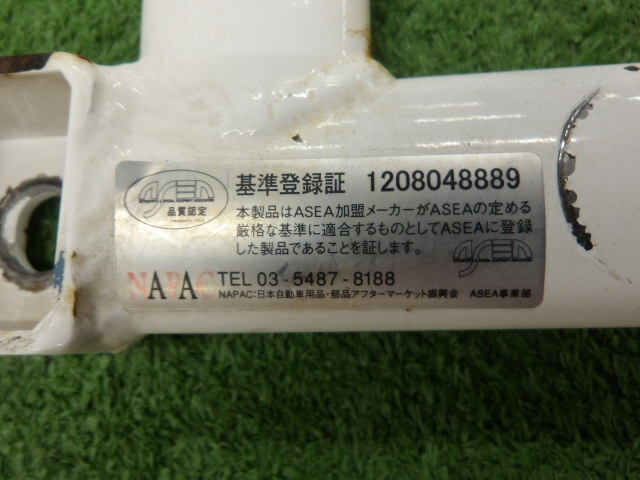 ASEA
品質認定
基準登録証 1208048889
本製品はASEA加盟メーカーがASEAの定める
厳格な基準に適合するものとしてASEAに登録
した製品であることを証します。
ASEA
NAPAC TEL 03-5487-8188
NAPAC:日本自動車用品・部品アフターマーケット振興会 ASEA事業部